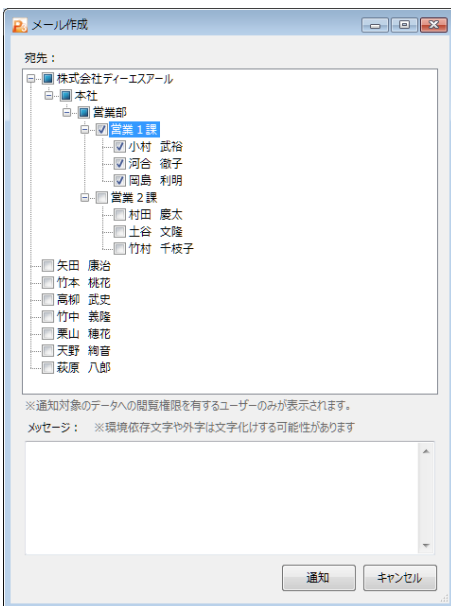 メール作成
宛先：
株式会社ディーエスアール
本社
営業部
営業１課
小村 武裕
河合 徹子
岡島 利明
営業２課
村田 慶太
土谷 文隆
竹村 千枝子
矢田 康治
竹本 桃花
高柳 武史
竹中 義隆
栗山 穂花
天野 絢音
萩原 八郎
※通知対象のデータへの閲覧権限を有するユーザーのみが表示されます。
メッセージ： ※環境依存文字や外字は文字化けする可能性があります
通知 キャンセル